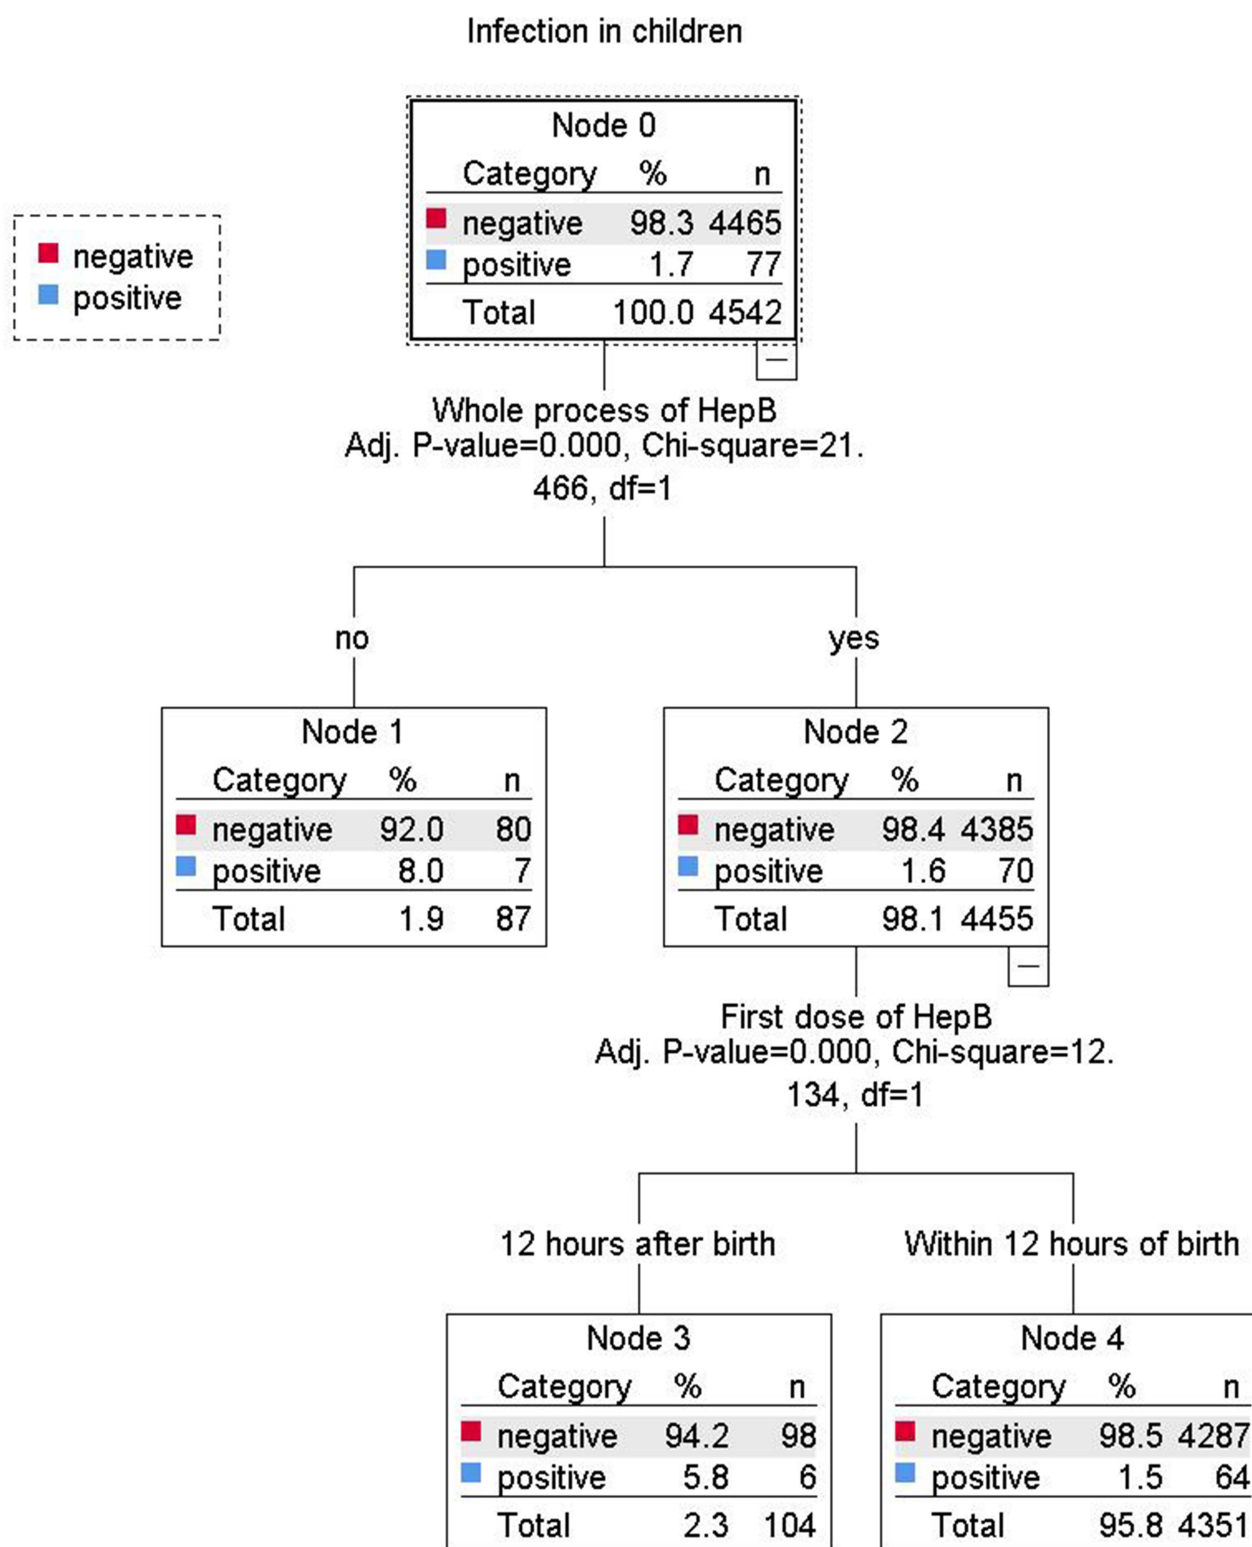 Infection in children
negative
positive
Node 0
Category % n
negative 98.3 4465
positive 1.7 77
Total 100.0 4542
Whole process of HepB
Adj. P-value=0.000, Chi-square=21.
466, df=1
no
yes
Node 1
Category % n
negative 92.0 80
positive 8.0 7
Total 1.9 87
Node 2
Category % n
negative 98.4 4385
positive 1.6 70
Total 98.1 4455
First dose of HepB
Adj. P-value=0.000, Chi-square=12.
134, df=1
12 hours after birth
Within 12 hours of birth
Node 3
Category % n
negative 94.2 98
positive 5.8 6
Total 2.3 104
Node 4
Category % n
negative 98.5 4287
positive 1.5 64
Total 95.8 4351